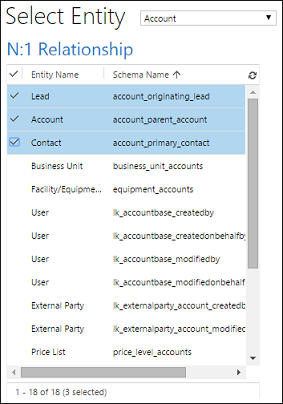 Select Entity Account
N:1 Relationship
Entity Name Schema Name
Lead account_originating_lead
Account account_parent_account
Contact account_primary_contact
Business Unit business_unit_accounts
Facility/Equipme... equipment_accounts
User lk_accountbase_createdby
User lk_accountbase_createdonbehalfby
User lk_accountbase_modifiedby
User lk_accountbase_modifiedonbehalf
External Party lk_externalparty_account_createdb
External Party lk_externalparty_account_modified
Price List price_level_accounts
1 - 18 of 18 (3 selected)